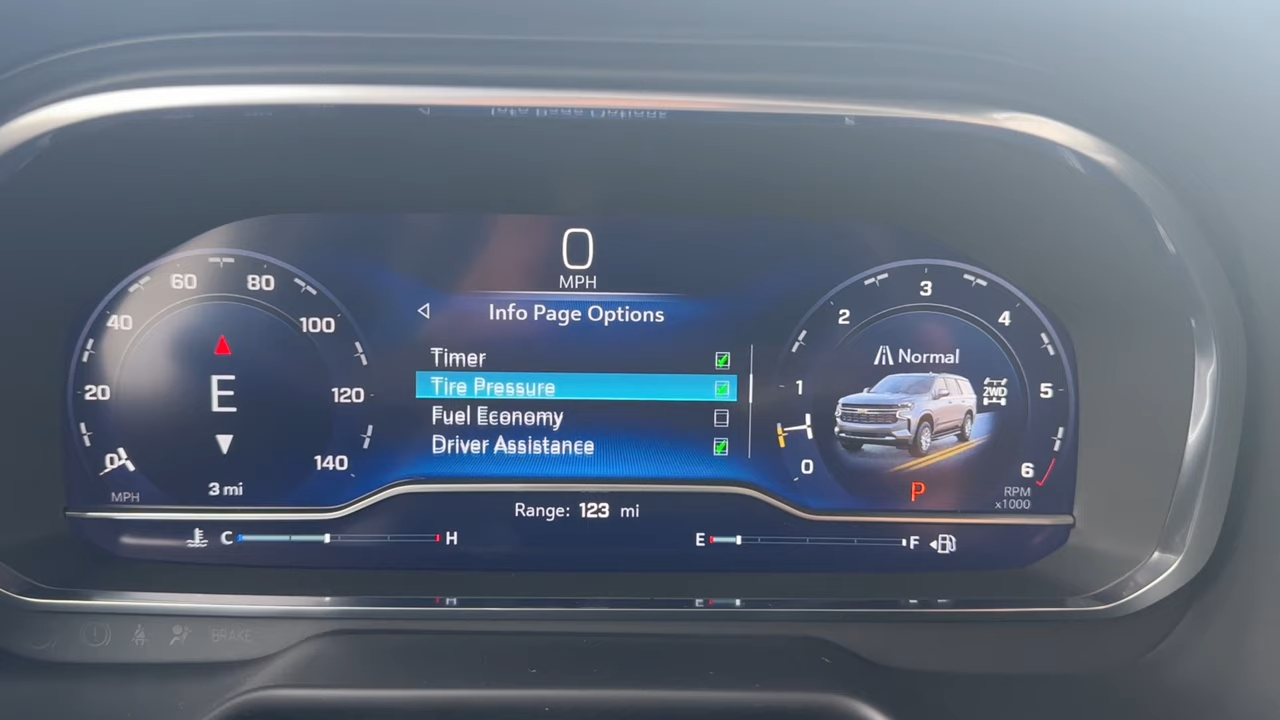 0
MPH
Info Page Options
Timer
Tire Pressure
Fuel Economy
Driver Assistance
0
20
40
60
80
100
120
140
MPH
E
3 mi
0
1
2
3
4
5
6
RPM
x1000
Normal
2WD
P
Range: 123 mi
C
H
E
F
BRAKE
H
E